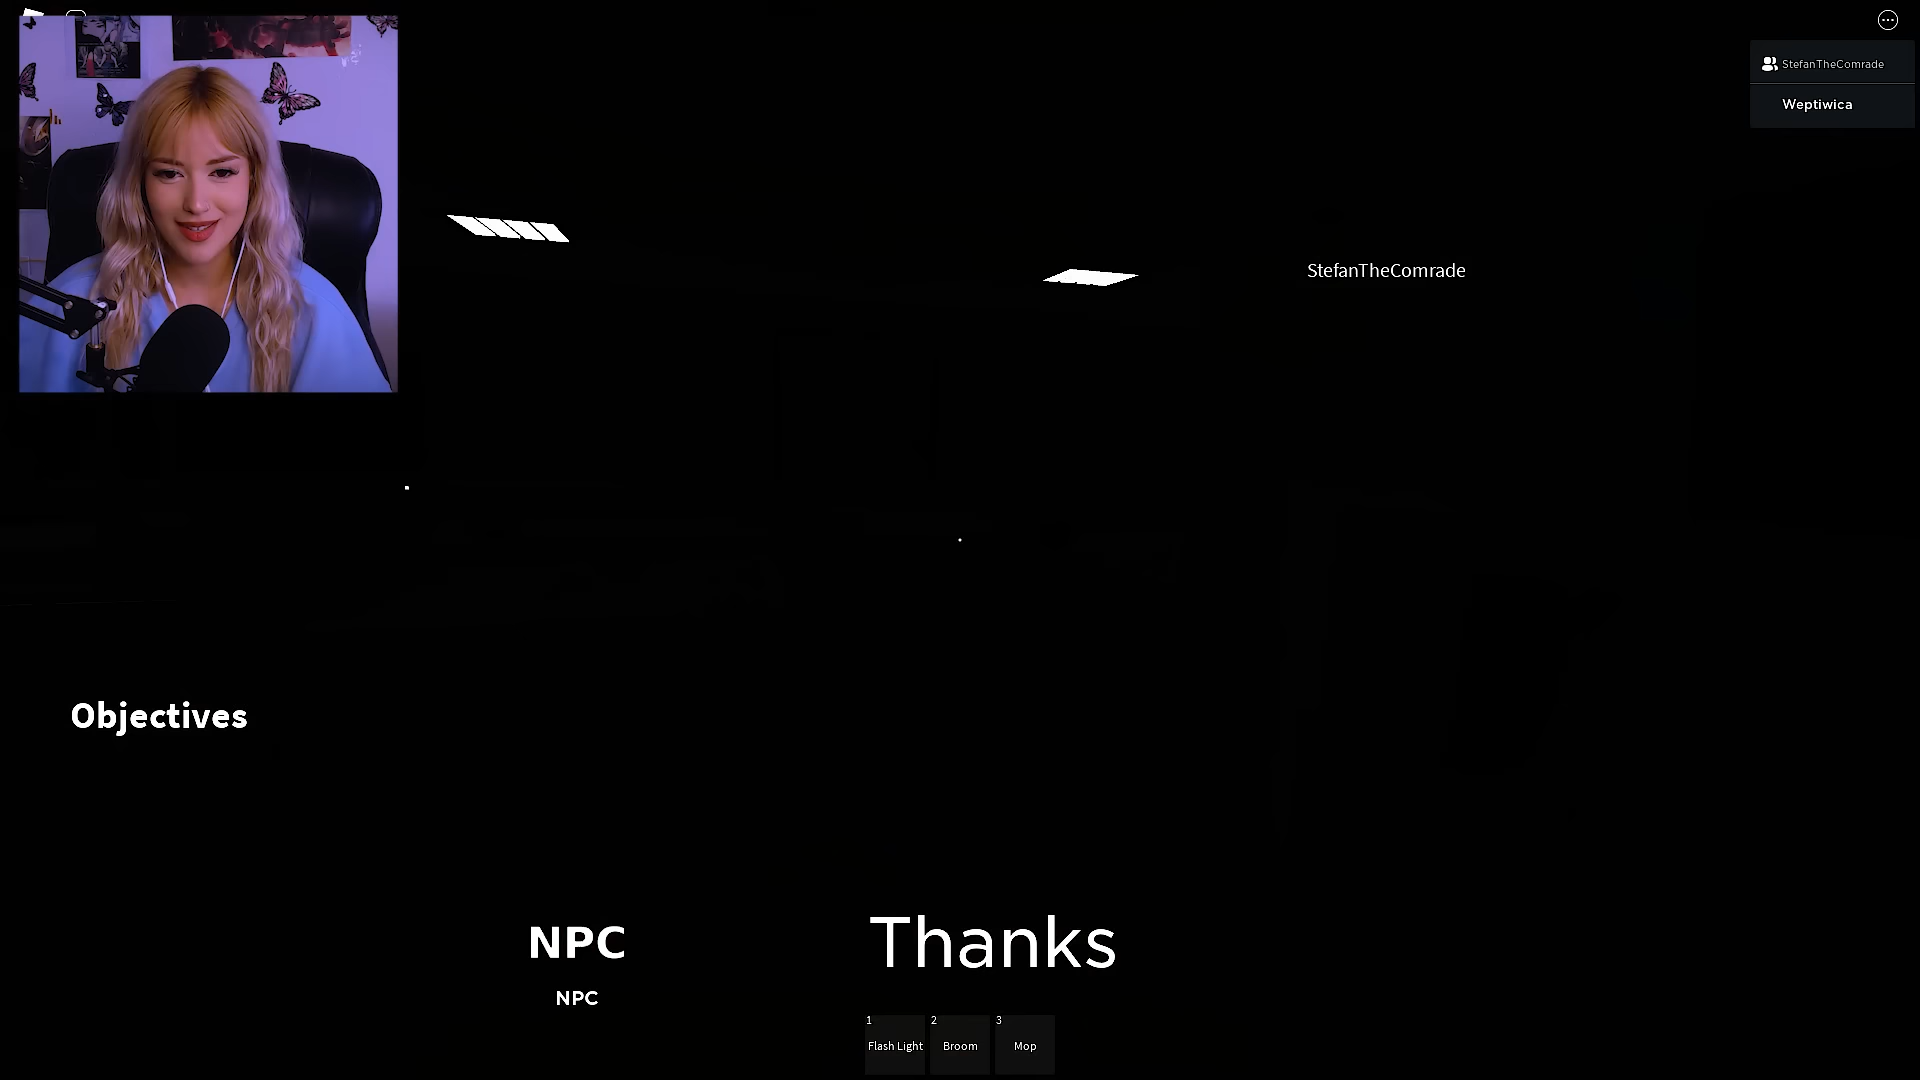 StefanTheComrade
Weptiwica
StefanTheComrade
Objectives
NPC
Thanks
NPC
1
2
3
Flash Light
Broom
Mop